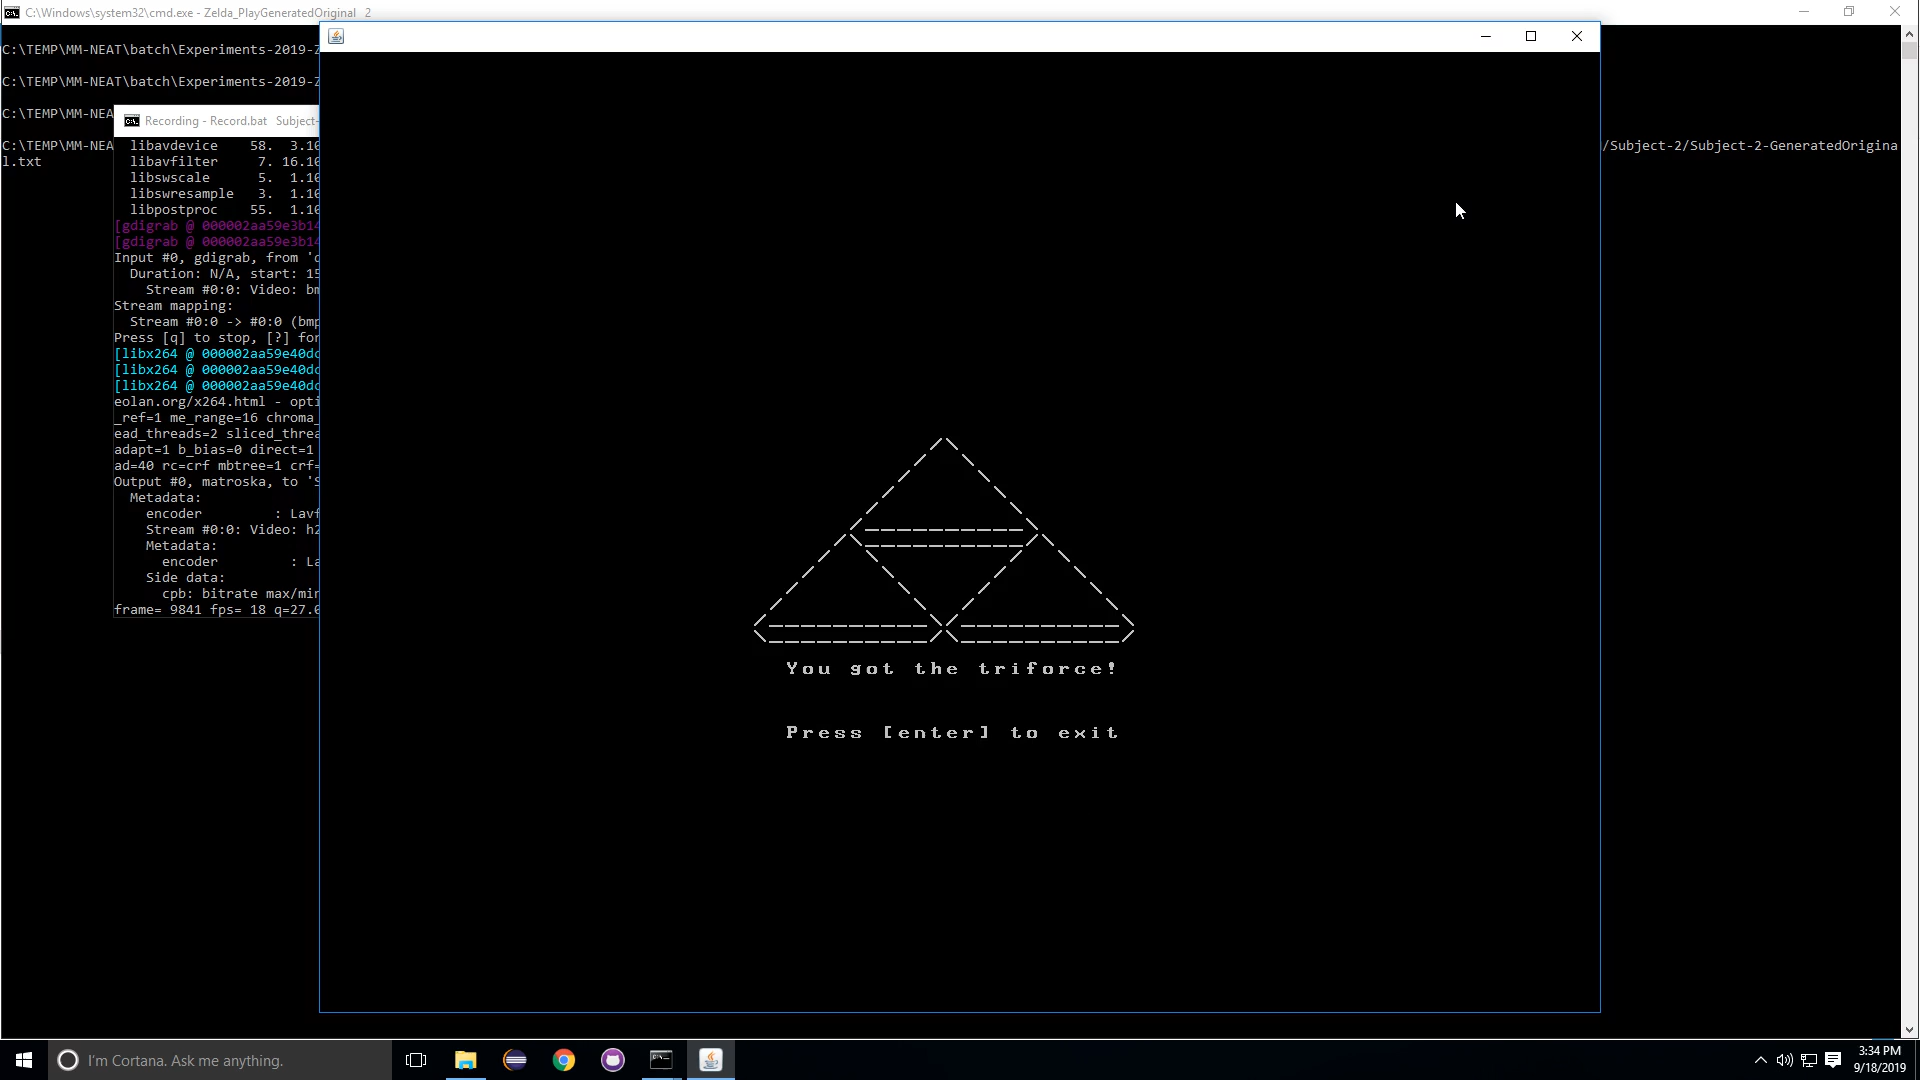 C:\Windows\system32\cmd.exe - Zelda_PlayGeneratedOriginal  2
C:\TEMP\MM-NEAT\batch\Experiments-2019-Z
C:\TEMP\MM-NEAT\batch\Experiments-2019-Z
C:\TEMP\MM-NEA
Recording - Record.bat  Subject-
C:\TEMP\MM-NEA
/Subject-2/Subject-2-GeneratedOrigina
l.txt
libavdevice    58.  3.10
libavfilter     7. 16.10
libswscale      5.  1.10
libswresample   3.  1.10
libpostproc    55.  1.10
[gdigrab @ 000002aa59e3b14
[gdigrab @ 000002aa59e3b14
Input #0, gdigrab, from 'd
Duration: N/A, start: 15
Stream #0:0: Video: bm
Stream mapping:
Stream #0:0 -> #0:0 (bmp
Press [q] to stop, [?] for
[libx264 @ 000002aa59e40dc
[libx264 @ 000002aa59e40dc
[libx264 @ 000002aa59e40dc
eolan.org/x264.html - opti
_ref=1 me_range=16 chroma_
ead_threads=2 sliced_threa
adapt=1 b_bias=0 direct=1
ad=40 rc=crf mbtree=1 crf=
Output #0, matroska, to 'S
Metadata:
encoder         : Lavf
Stream #0:0: Video: h2
Metadata:
encoder         : La
Side data:
cpb: bitrate max/min
frame= 9841 fps= 18 q=27.0
You got the triforce!
Press [enter] to exit
I'm Cortana. Ask me anything.
3:34 PM
9/18/2019